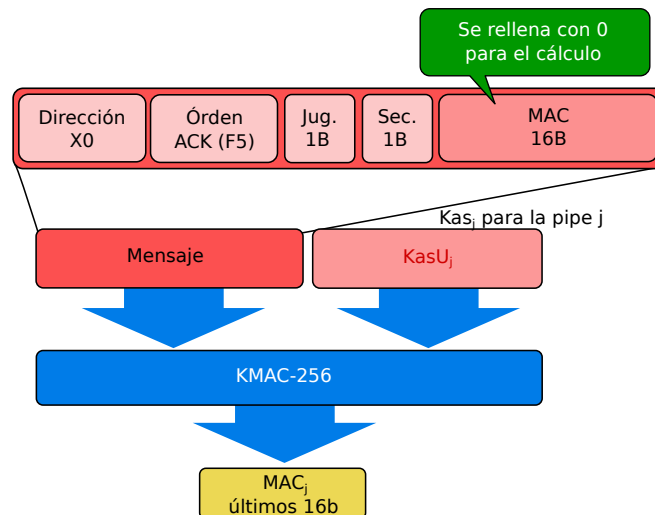 Se rellena con 0
para el cálculo
Dirección
X0
Órden
ACK (F5)
Jug.
1B
Sec.
1B
MAC
16B
Kasⱼ para la pipe j
Mensaje
KasUⱼ
KMAC-256
MACⱼ
últimos 16b